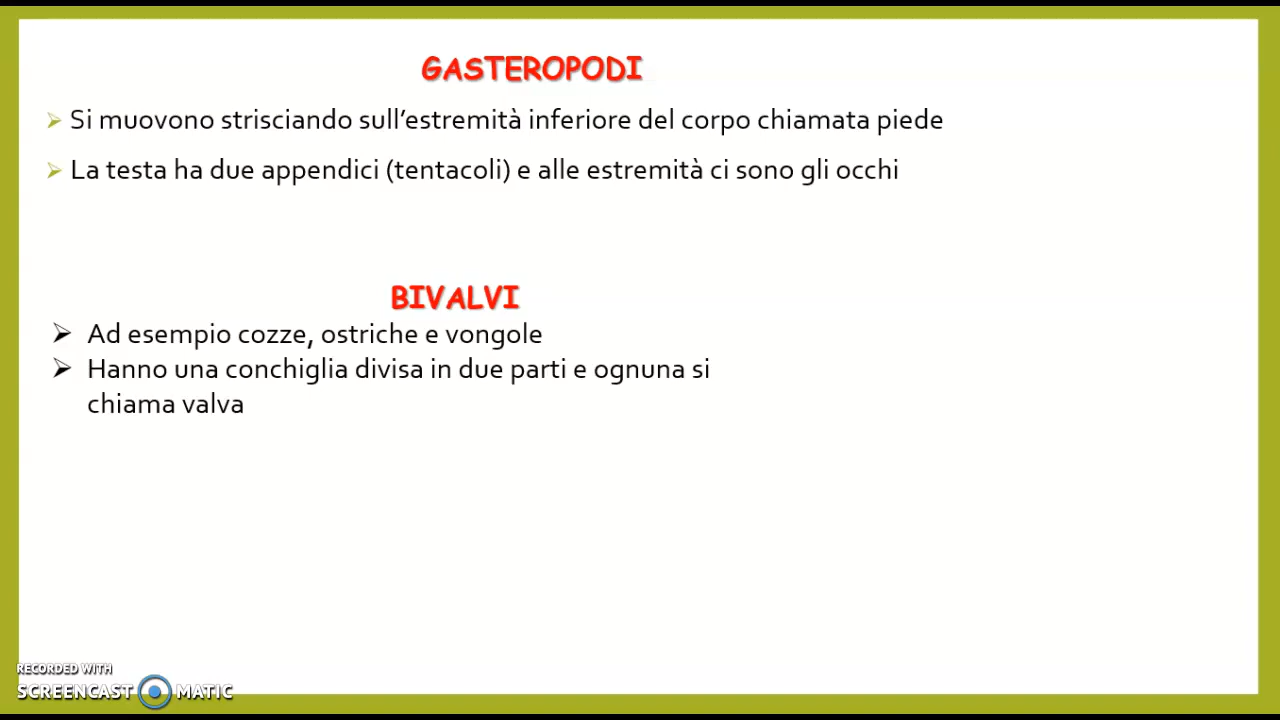 GASTEROPODI
Si muovono strisciando sull’estremità inferiore del corpo chiamata piede
La testa ha due appendici (tentacoli) e alle estremità ci sono gli occhi
BIVALVI
Ad esempio cozze, ostriche e vongole
Hanno una conchiglia divisa in due parti e ognuna si
chiama valva
RECORDED WITH
SCREENCAST MATIC